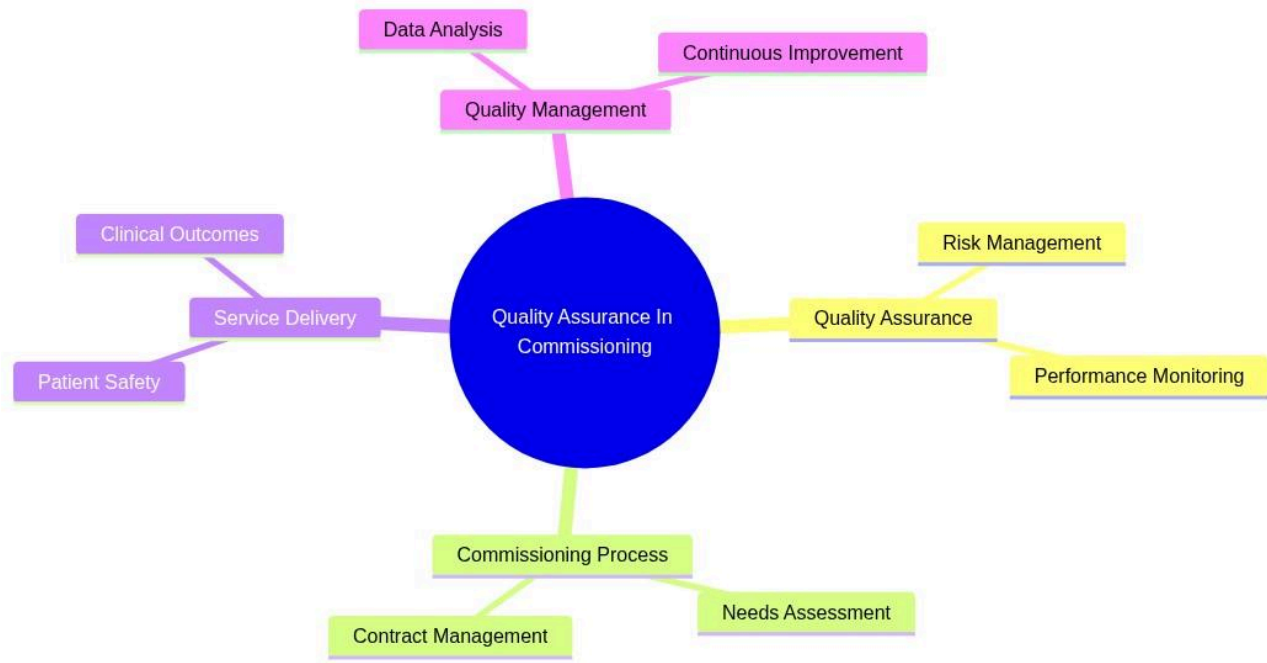 Data Analysis
Continuous Improvement
Quality Management
Clinical Outcomes
Risk Management
Service Delivery
Quality Assurance In
Commissioning
Quality Assurance
Patient Safety
Performance Monitoring
Commissioning Process
Contract Management
Needs Assessment